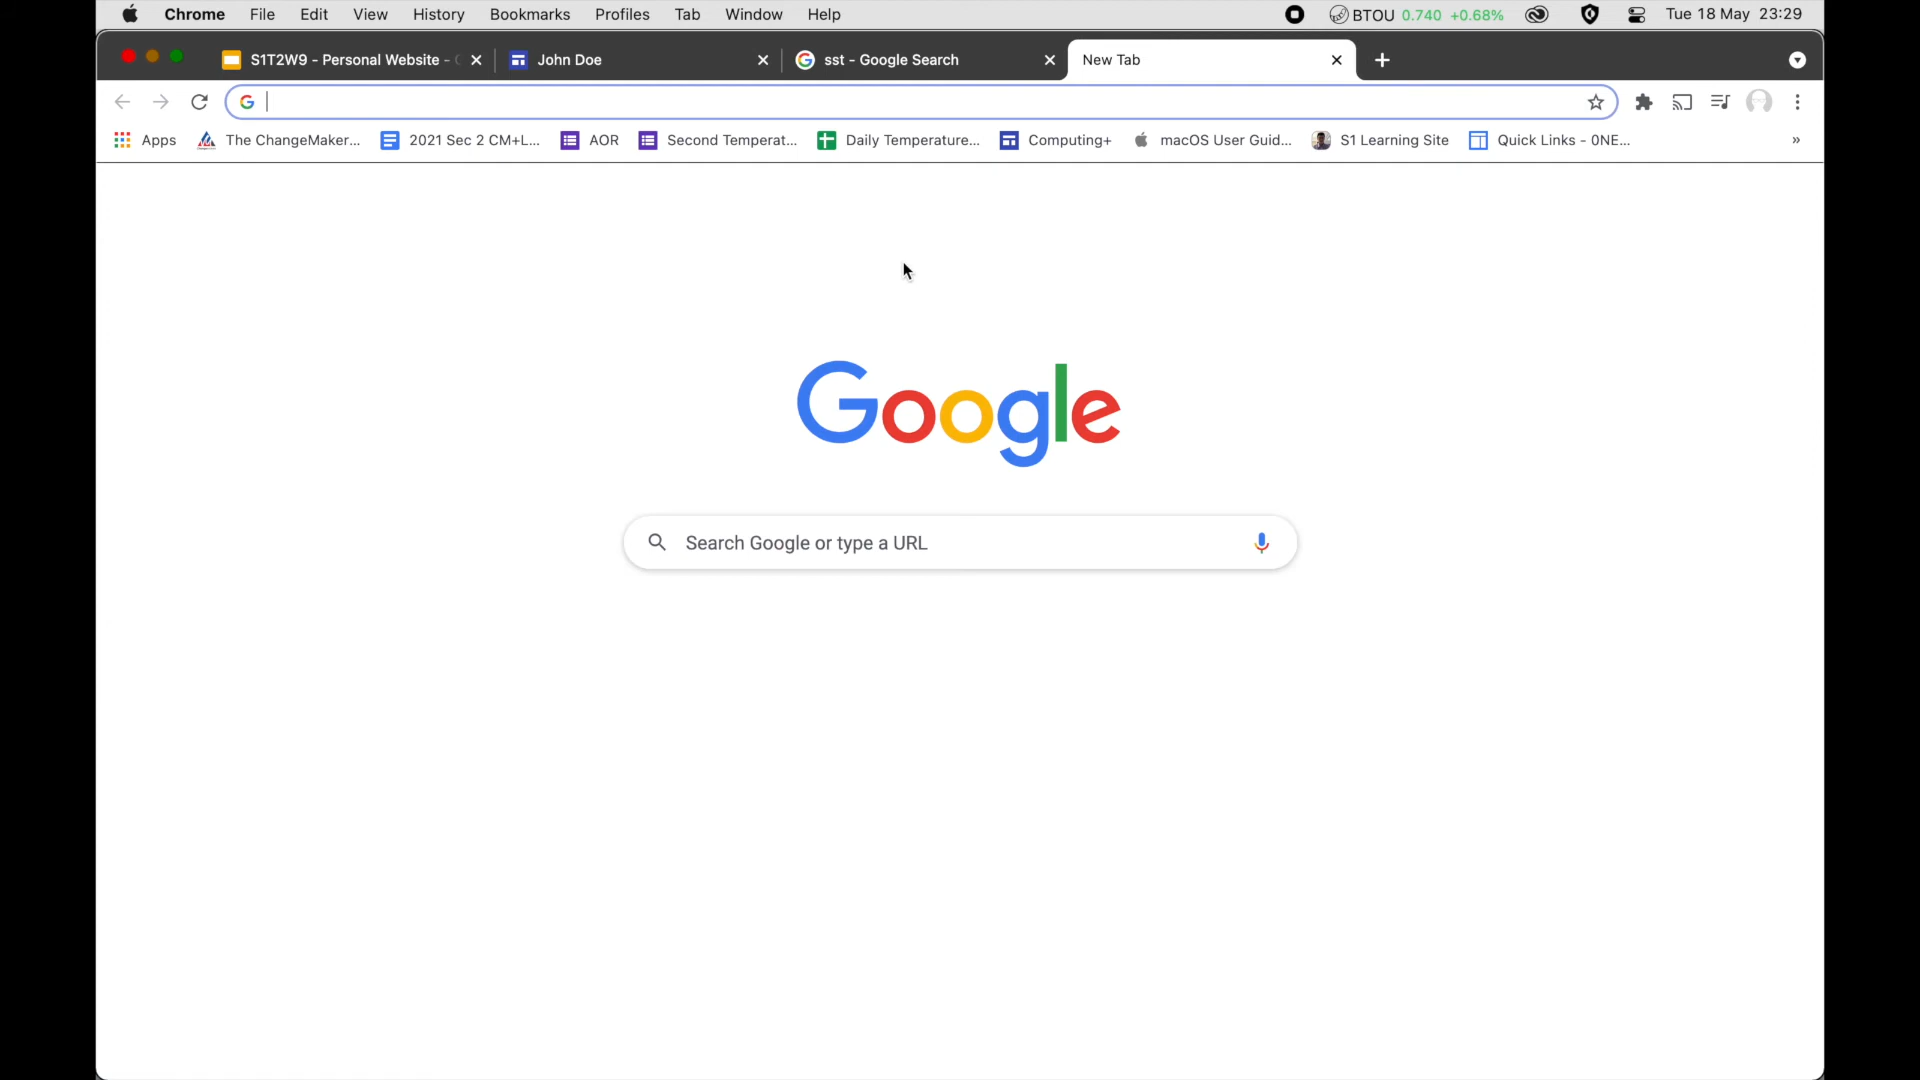 Chrome File Edit View History Bookmarks Profiles Tab Window Help BTOU 0.740 +0.68% Tue 18 May 23:29
S1T2W9 - Personal Website - John Doe sst - Google Search New Tab
Apps The ChangeMaker... 2021 Sec 2 CM+L... AOR Second Temperat... Daily Temperature... Computing+ macOS User Guid... S1 Learning Site Quick Links - 0NE... »
Google
Search Google or type a URL